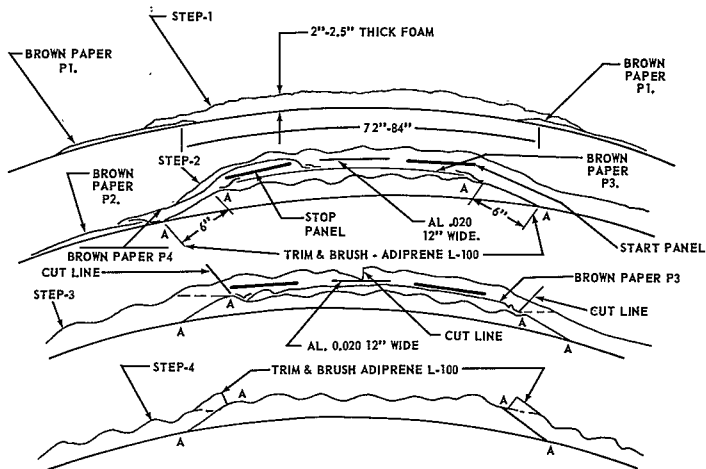 STEP-1
2"-2.5" THICK FOAM
BROWN PAPER
P1.
BROWN
PAPER
P1.
72"-84"
STEP-2
BROWN
PAPER
P2.
BROWN
PAPER
P3.
A
A
6"
6"
STOP
PANEL
AL .020
12" WIDE.
A
A
START PANEL
BROWN PAPER P4
TRIM & BRUSH - ADIPRENE L-100
CUT LINE
BROWN PAPER P3
STEP-3
CUT LINE
A
A
CUT LINE
AL. 0.020 12" WIDE
A
A
STEP-4
TRIM & BRUSH ADIPRENE L-100
A
A
A
A